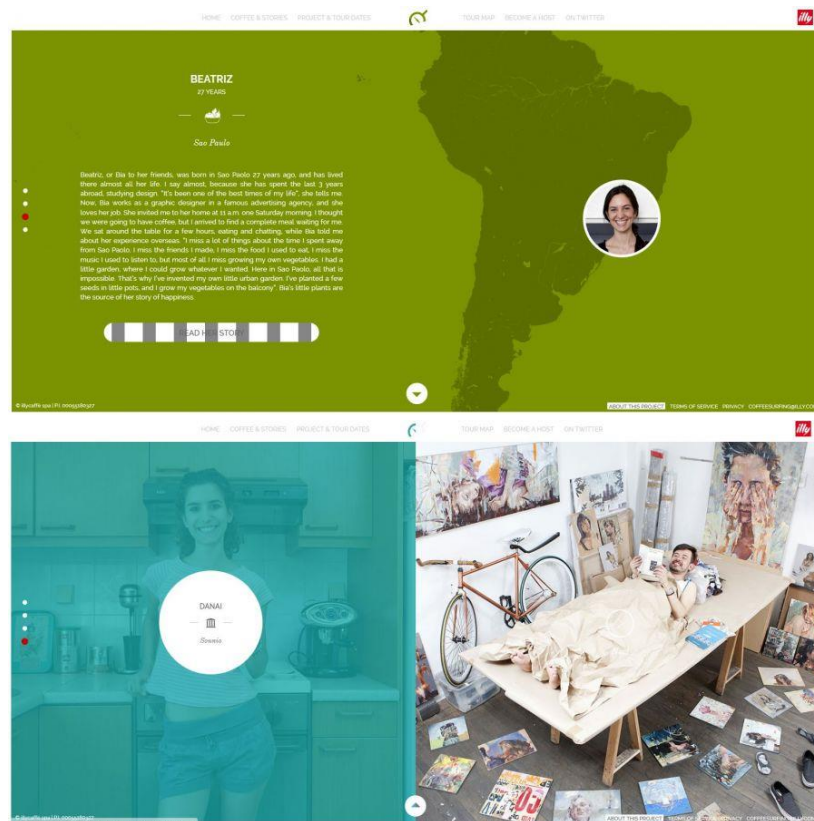 HOME COFFEE & STORIES PROJECT & TOUR DATES TOUR MAP BECOME A HOST ON TWITTER
illy
BEATRIZ
27 YEARS
Sao Paulo
Beatriz, or Bia to her friends, was born in Sao Paolo 27 years ago, and has lived
there almost all her life. I say almost, because she has spent the last 3 years
abroad, studying design. "It's been one of the best times of my life", she tells me.
Now, Bia works as a graphic designer in a famous advertising agency, and she
loves her job. She invited me to her home at 11 a.m. one Saturday morning. I thought
we were going to have coffee, but I arrived to find a complete meal waiting for me.
We sat around the table for a few hours, eating and chatting, while Bia told me
about her experience overseas. "I miss a lot of things about the time I spent away
from Sao Paolo. I miss the friends I made, I miss the food I used to eat, I miss the
music I used to listen to, but most of all I miss growing my own vegetables. I had a
little garden, where I could grow whatever I wanted. Here in Sao Paolo, all that is
impossible. That's why I've invented my own little urban garden. I've planted a few
seeds in little pots, and I grow my vegetables on the balcony". Bia's little plants are
the source of her story of happiness.
READ HER STORY
© illycaffè spa | P.I. 00055180327
ABOUT THIS PROJECT TERMS OF SERVICE PRIVACY COFFEESURFING@ILLY.CO
HOME COFFEE & STORIES PROJECT & TOUR DATES TOUR MAP BECOME A HOST ON TWITTER
illy
DANAI
© illycaffè spa | P.I. 00055180327
ABOUT THIS PROJECT TERMS OF